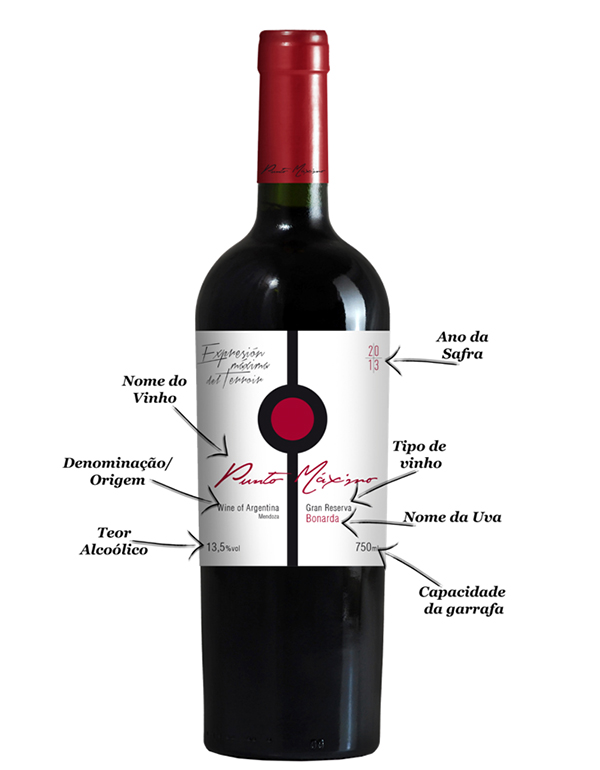 Punto Máximo
Expresión
máxima
del Terroir
20
13
Ano da
Safra
Nome do
Vinho
Punto Máximo
Tipo de
vinho
Denominação/
Origem
Wine of Argentina
Mendoza
Gran Reserva
Bonarda
Nome da Uva
Teor
Alcoólico
13,5%vol
750ml
Capacidade
da garrafa